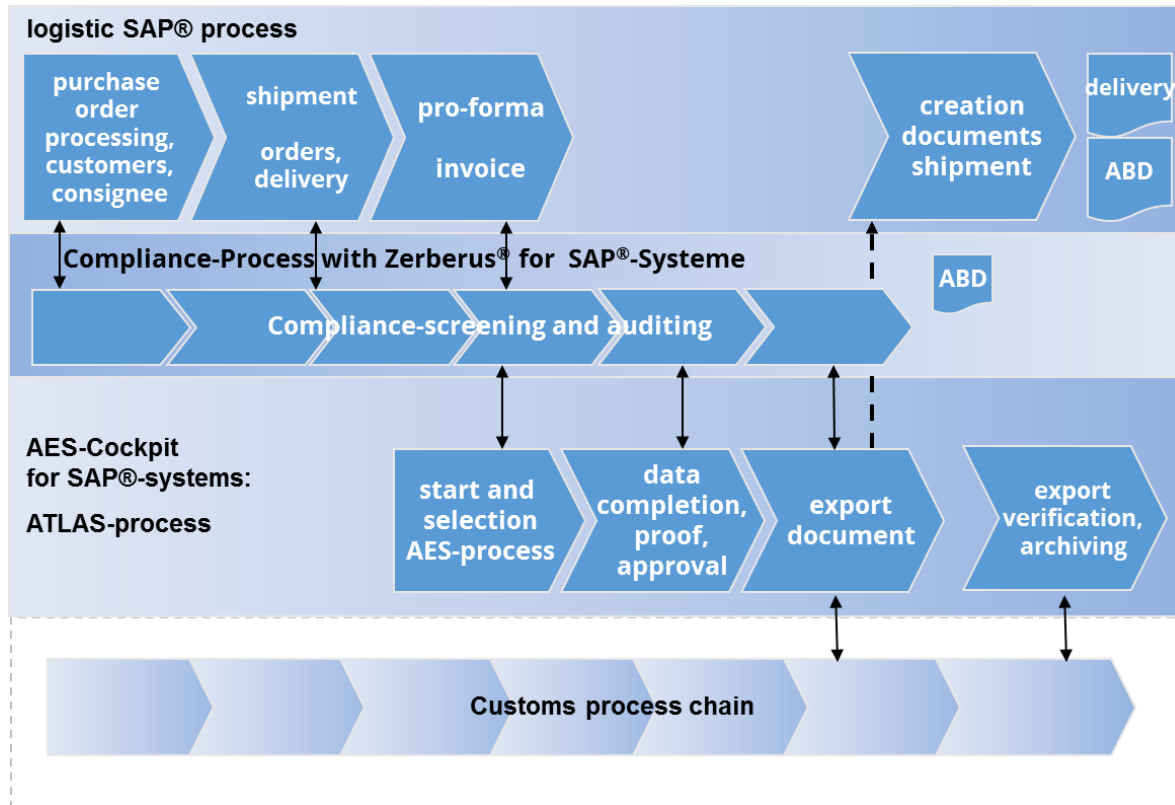 logistic SAP® process
purchase
order
processing,
customers,
consignee
shipment
orders,
delivery
pro-forma
invoice
creation
documents
shipment
delivery
ABD
Compliance-Process with Zerberus® for SAP®-Systeme
ABD
Compliance-screening and auditing
AES-Cockpit
for SAP®-systems:
ATLAS-process
start and
selection
AES-process
data
completion,
proof,
approval
export
document
export
verification,
archiving
Customs process chain